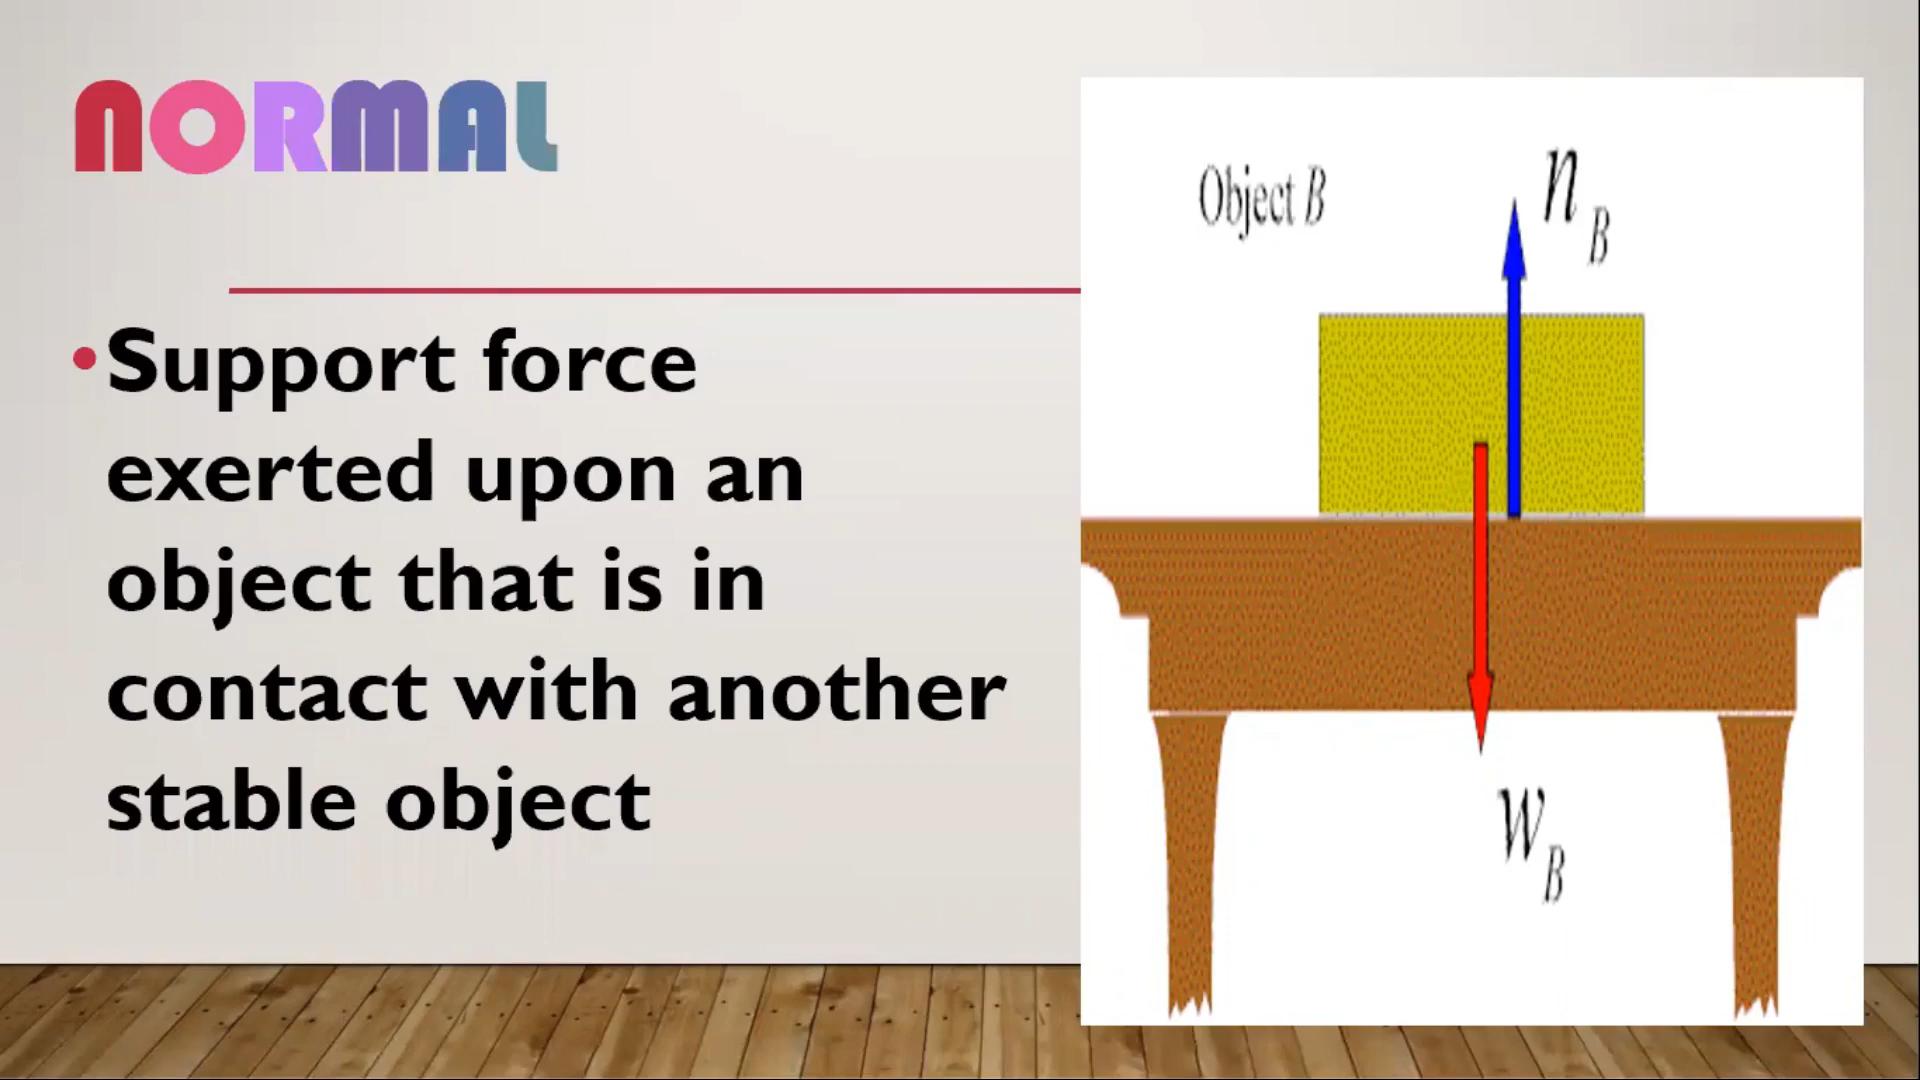 NORMAL
• Support force
exerted upon an
object that is in
contact with another
stable object
Object B
n B
w B